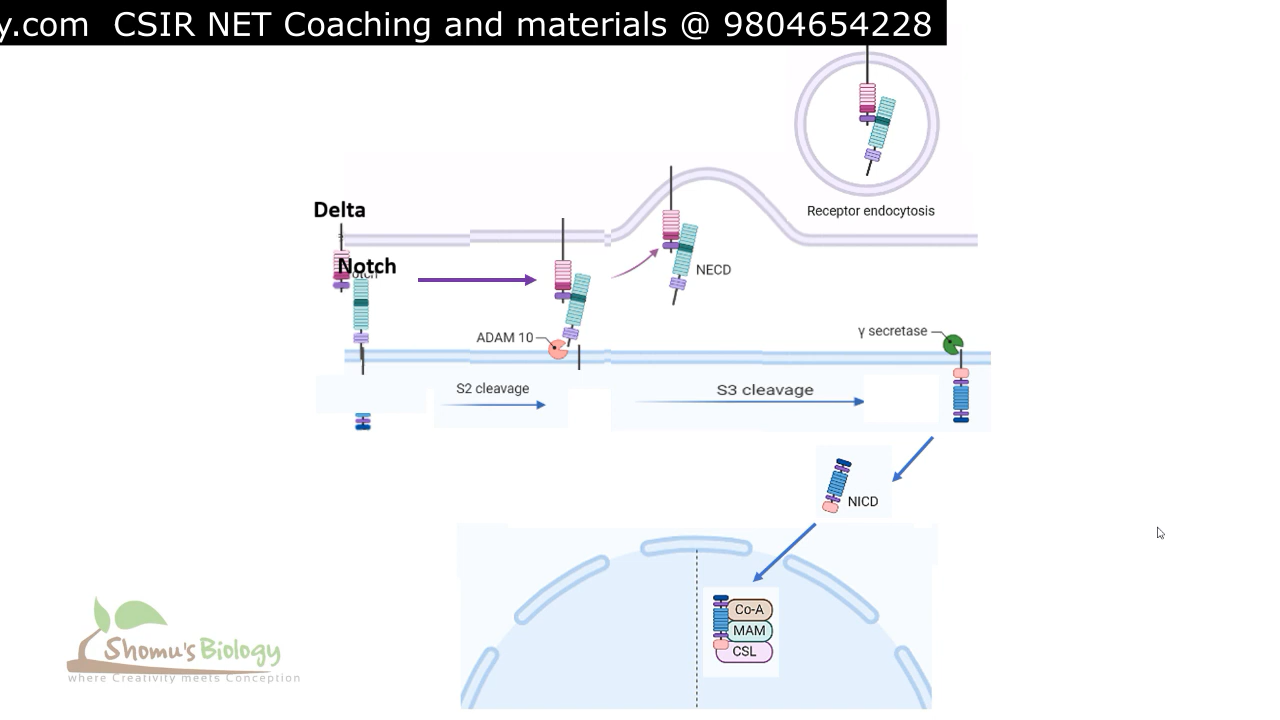 y.com CSIR NET Coaching and materials @ 9804654228
Receptor endocytosis
Delta
Notch
NECD
ADAM 10
γ secretase
S2 cleavage
S3 cleavage
NICD
Co-A
MAM
CSL
Shomu's Biology
where Creativity meets Conception